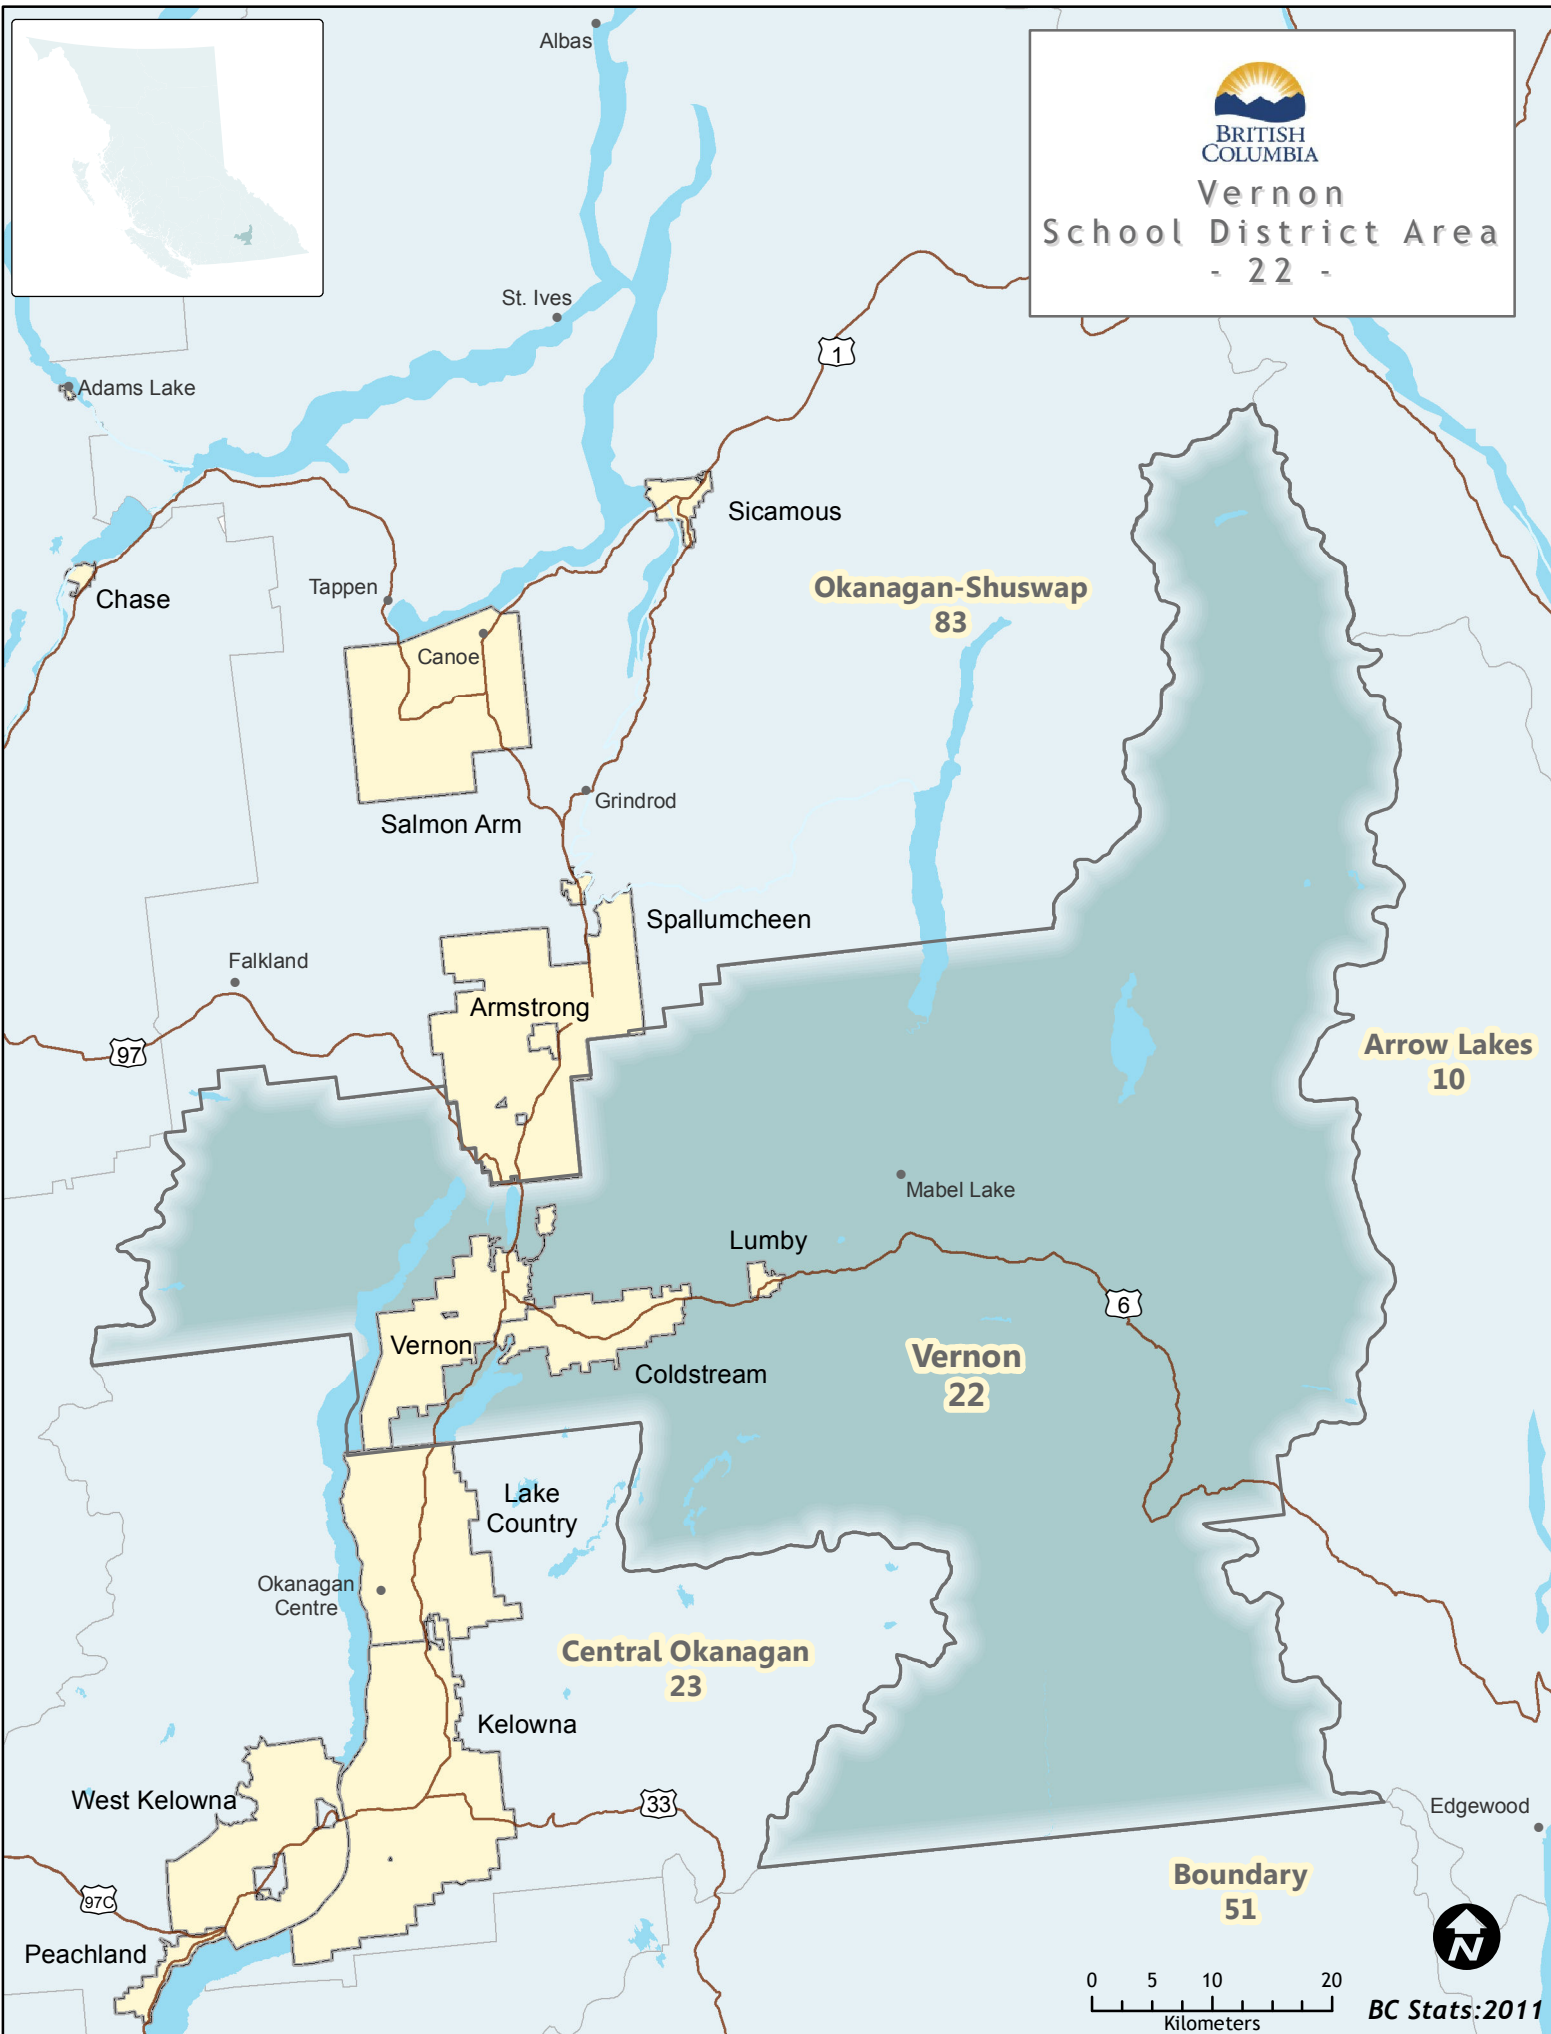 Albas
BRITISH
COLUMBIA
Vernon
School District Area
- 22 -
St. Ives
1
Adams Lake
Sicamous
Okanagan-Shuswap
83
Tappen
Chase
Canoe
Grindrod
Salmon Arm
Spallumcheen
Falkland
Armstrong
97
Arrow Lakes
10
Mabel Lake
Lumby
6
Vernon
Vernon
22
Coldstream
Lake
Country
Okanagan
Centre
Central Okanagan
23
Kelowna
West Kelowna
33
Edgewood
Boundary
51
97C
Peachland
N
0 5 10 20
Kilometers
BC Stats:2011